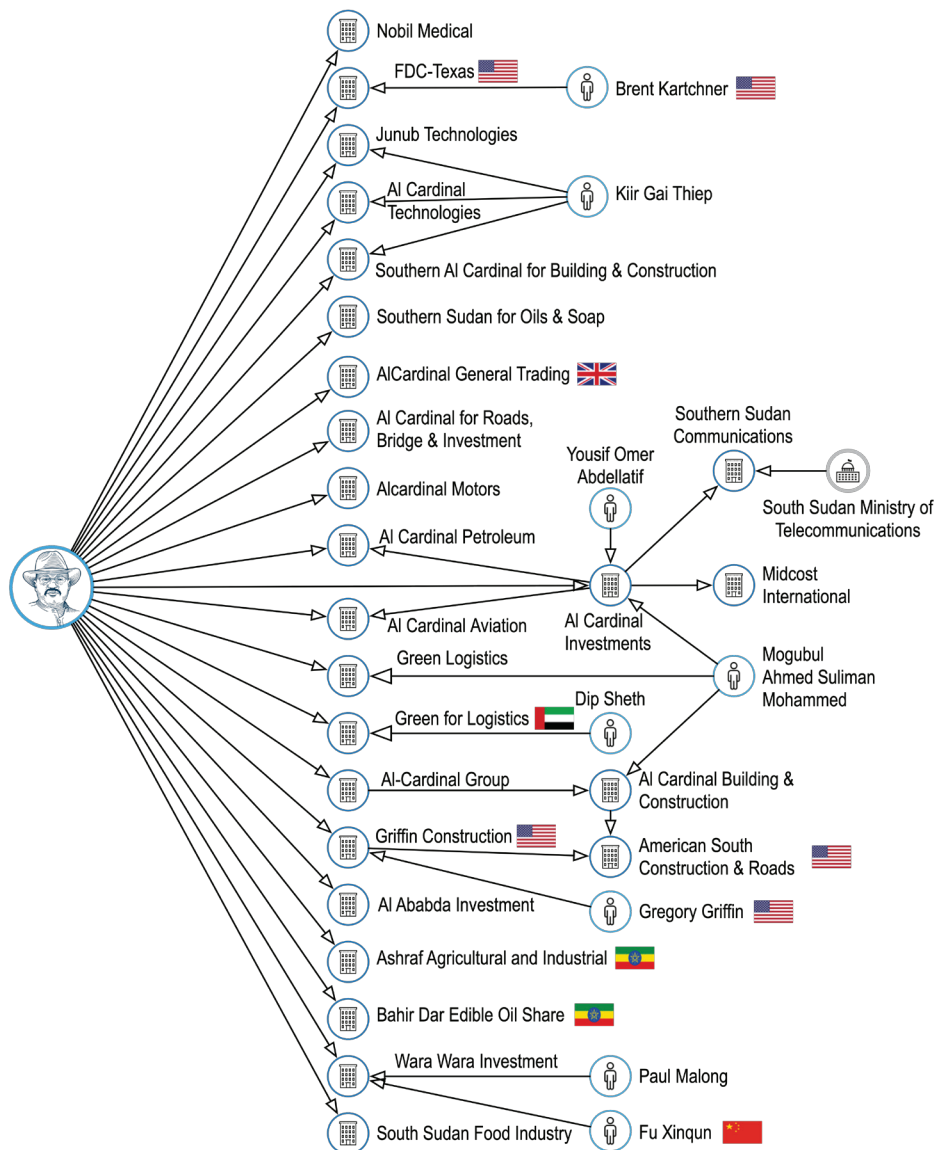 Nobil Medical
FDC-Texas
Brent Kartchner
Junub Technologies
Al Cardinal
Technologies
Kiir Gai Thiep
Southern Al Cardinal for Building & Construction
Southern Sudan for Oils & Soap
AlCardinal General Trading
Al Cardinal for Roads,
Bridge & Investment
Southern Sudan
Communications
Yousif Omer
Abdellatif
Alcardinal Motors
South Sudan Ministry of
Telecommunications
Al Cardinal Petroleum
Midcost
International
Al Cardinal Aviation
Al Cardinal
Investments
Green Logistics
Mogubul
Ahmed Suliman
Mohammed
Green for Logistics
Dip Sheth
Al-Cardinal Group
Al Cardinal Building &
Construction
Griffin Construction
American South
Construction & Roads
Al Ababda Investment
Gregory Griffin
Ashraf Agricultural and Industrial
Bahir Dar Edible Oil Share
Wara Wara Investment
Paul Malong
South Sudan Food Industry
Fu Xinqun